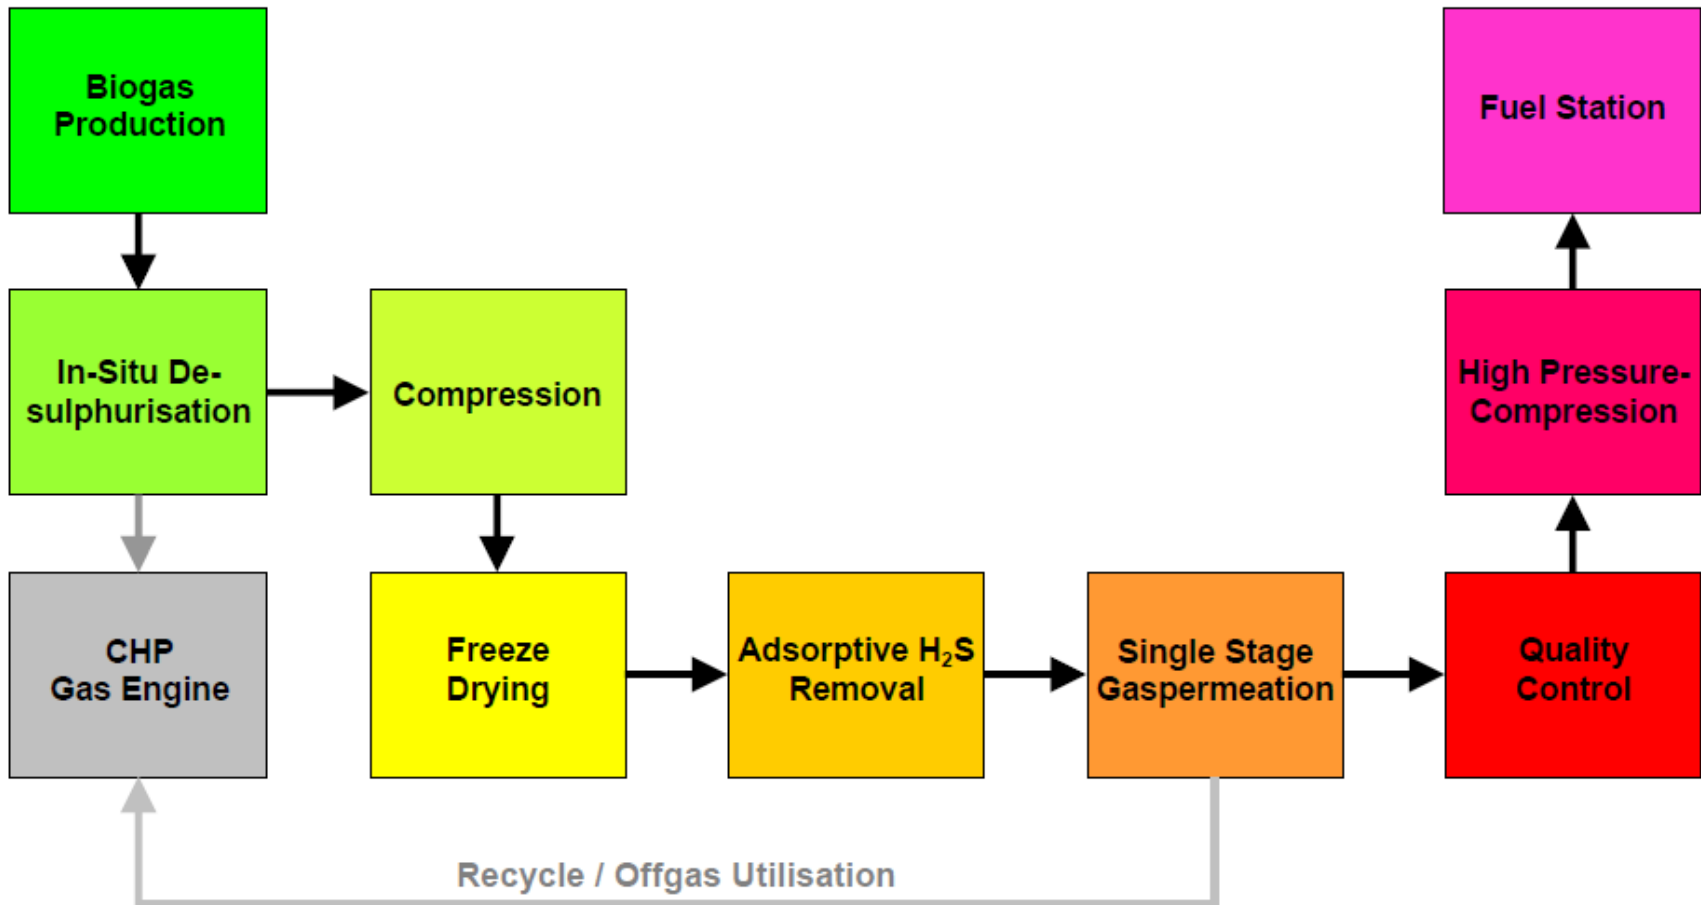 Biogas
Production
Fuel Station
In-Situ De-
sulphurisation
Compression
High Pressure-
Compression
CHP
Gas Engine
Freeze
Drying
Adsorptive H₂S
Removal
Single Stage
Gaspermeation
Quality
Control
Recycle / Offgas Utilisation